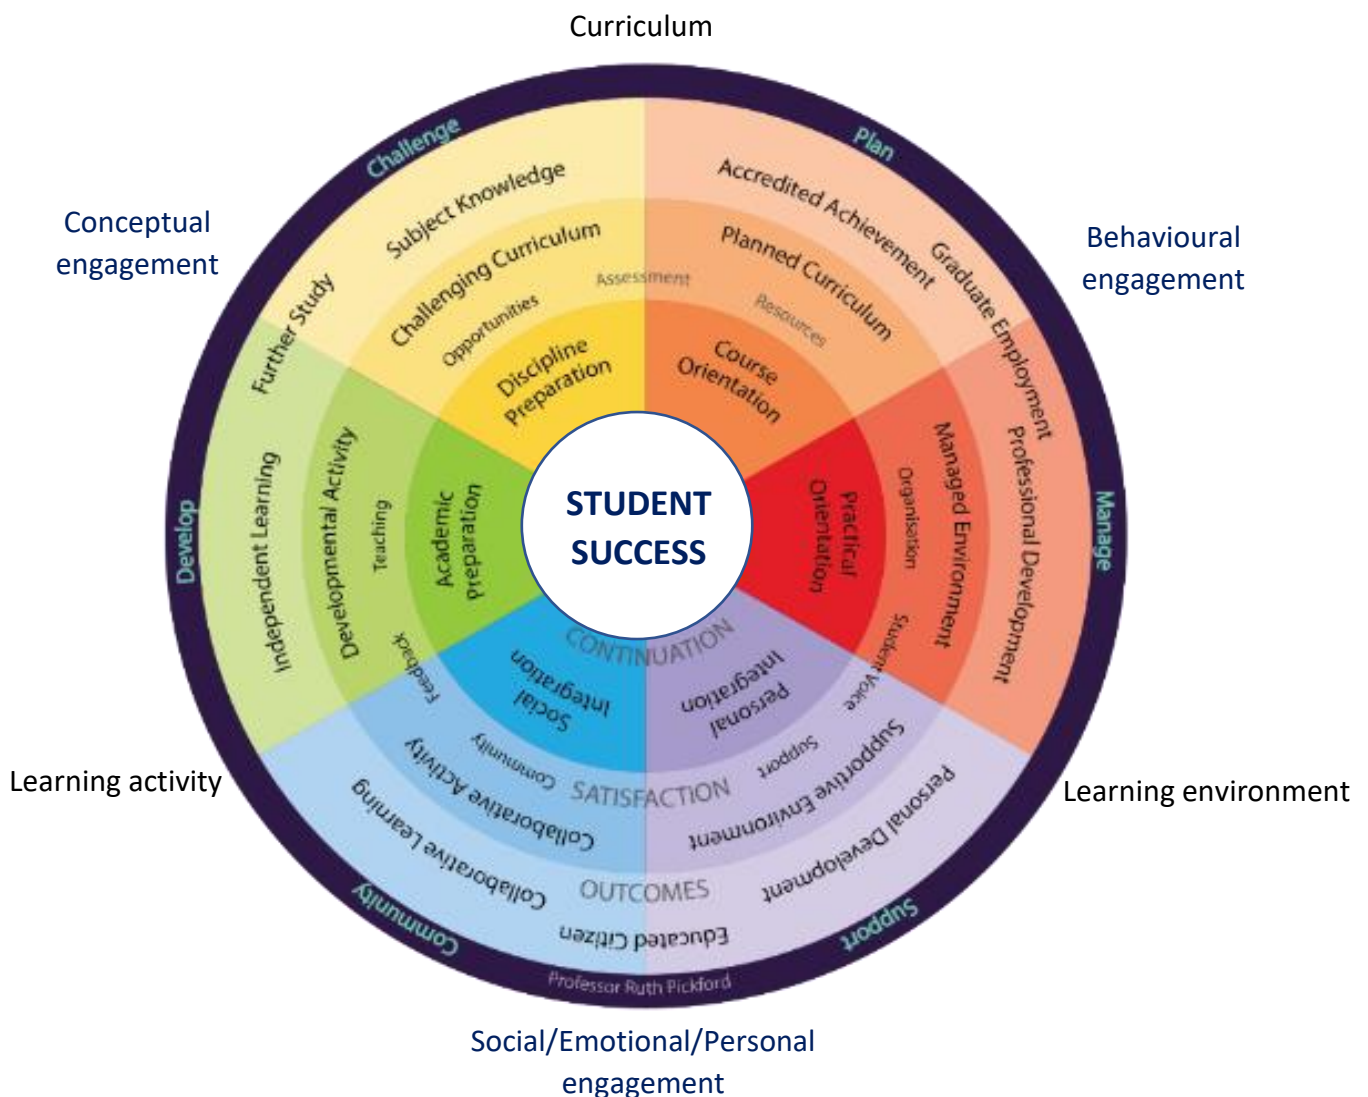 Curriculum
Challenge
Plan
Subject Knowledge
Accredited Achievement
Conceptual
engagement
Behavioural
engagement
Challenging Curriculum
Planned Curriculum
Graduate Employment
Further Study
Assessment
Opportunities
Resources
Discipline
Preparation
Course
Orientation
STUDENT
SUCCESS
Develop
Independent Learning
Developmental Activity
Teaching
Academic
Preparation
Practical
Orientation
Organisation
Managed Environment
Professional Development
Manage
Feedback
Student Voice
CONTINUATION
Social
Integration
Personal
Integration
Community
Support
Learning activity
Learning environment
SATISFACTION
Collaborative Activity
Supportive Environment
Collaborative Learning
Personal Development
OUTCOMES
Educated Citizen
Community
Support
Professor Ruth Pickford
Social/Emotional/Personal
engagement